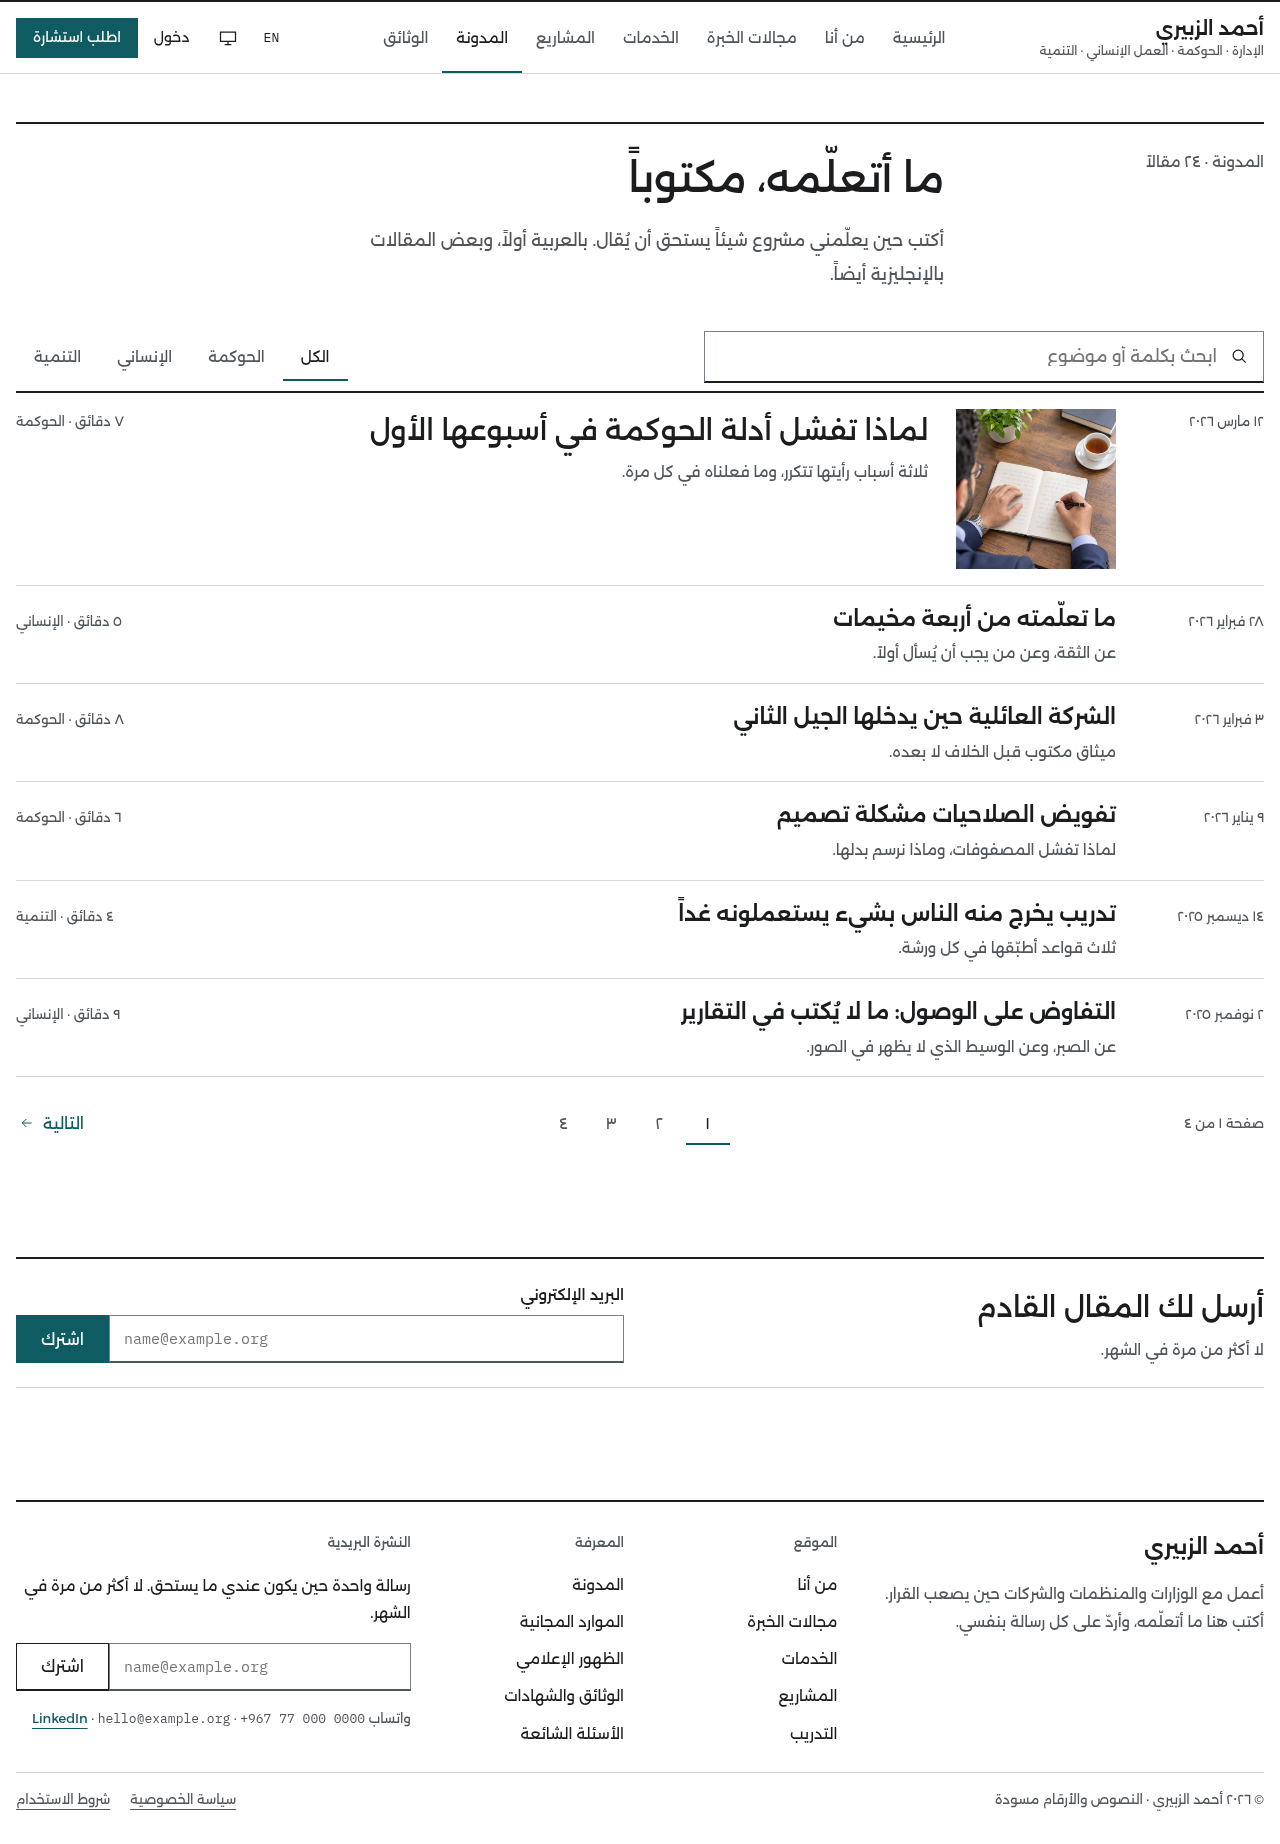 أحمد الزبيري
الإدارة · الحوكمة · العمل الإنساني · التنمية
الرئيسية
من أنا
مجالات الخبرة
الخدمات
المشاريع
المدونة
الوثائق
EN
دخول
اطلب استشارة
المدونة · ٢٤ مقالاً
ما أتعلّمه، مكتوباً
أكتب حين يعلّمني مشروع شيئاً يستحق أن يُقال. بالعربية أولاً، وبعض المقالات
بالإنجليزية أيضاً.
ابحث بكلمة أو موضوع
الكل
الحوكمة
الإنساني
التنمية
١٢ مارس ٢٠٢٦
لماذا تفشل أدلة الحوكمة في أسبوعها الأول
ثلاثة أسباب رأيتها تتكرر، وما فعلناه في كل مرة.
٧ دقائق · الحوكمة
٢٨ فبراير ٢٠٢٦
ما تعلّمته من أربعة مخيمات
عن الثقة، وعن من يجب أن يُسأل أولاً.
٥ دقائق · الإنساني
٣ فبراير ٢٠٢٦
الشركة العائلية حين يدخلها الجيل الثاني
ميثاق مكتوب قبل الخلاف لا بعده.
٨ دقائق · الحوكمة
٩ يناير ٢٠٢٦
تفويض الصلاحيات مشكلة تصميم
لماذا تفشل المصفوفات، وماذا نرسم بدلها.
٦ دقائق · الحوكمة
١٤ ديسمبر ٢٠٢٥
تدريب يخرج منه الناس بشيء يستعملونه غداً
ثلاث قواعد أطبّقها في كل ورشة.
٤ دقائق · التنمية
٢ نوفمبر ٢٠٢٥
التفاوض على الوصول: ما لا يُكتب في التقارير
عن الصبر، وعن الوسيط الذي لا يظهر في الصور.
٩ دقائق · الإنساني
صفحة ١ من ٤
١
٢
٣
٤
التالية ←
أرسل لك المقال القادم
لا أكثر من مرة في الشهر.
البريد الإلكتروني
name@example.org
اشترك
أحمد الزبيري
أعمل مع الوزارات والمنظمات والشركات حين يصعب القرار.
أكتب هنا ما أتعلّمه، وأردّ على كل رسالة بنفسي.
الموقع
من أنا
مجالات الخبرة
الخدمات
المشاريع
التدريب
المعرفة
المدونة
الموارد المجانية
الظهور الإعلامي
الوثائق والشهادات
الأسئلة الشائعة
النشرة البريدية
رسالة واحدة حين يكون عندي ما يستحق. لا أكثر من مرة في
الشهر.
name@example.org
اشترك
واتساب +967 77 000 0000 · hello@example.org · LinkedIn
© ٢٠٢٦ أحمد الزبيري · النصوص والأرقام مسودة
سياسة الخصوصية
شروط الاستخدام